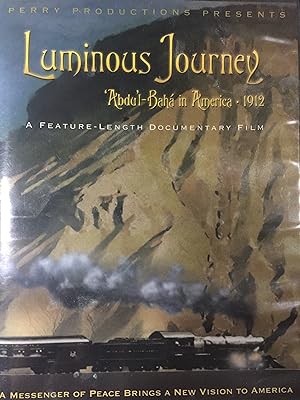 PERRY PRODUCTIONS PRESENTS
Luminous Journey
‘Abdu’l-Bahá in America • 1912
A FEATURE-LENGTH DOCUMENTARY FILM
A MESSENGER OF PEACE BRINGS A NEW VISION TO AMERICA